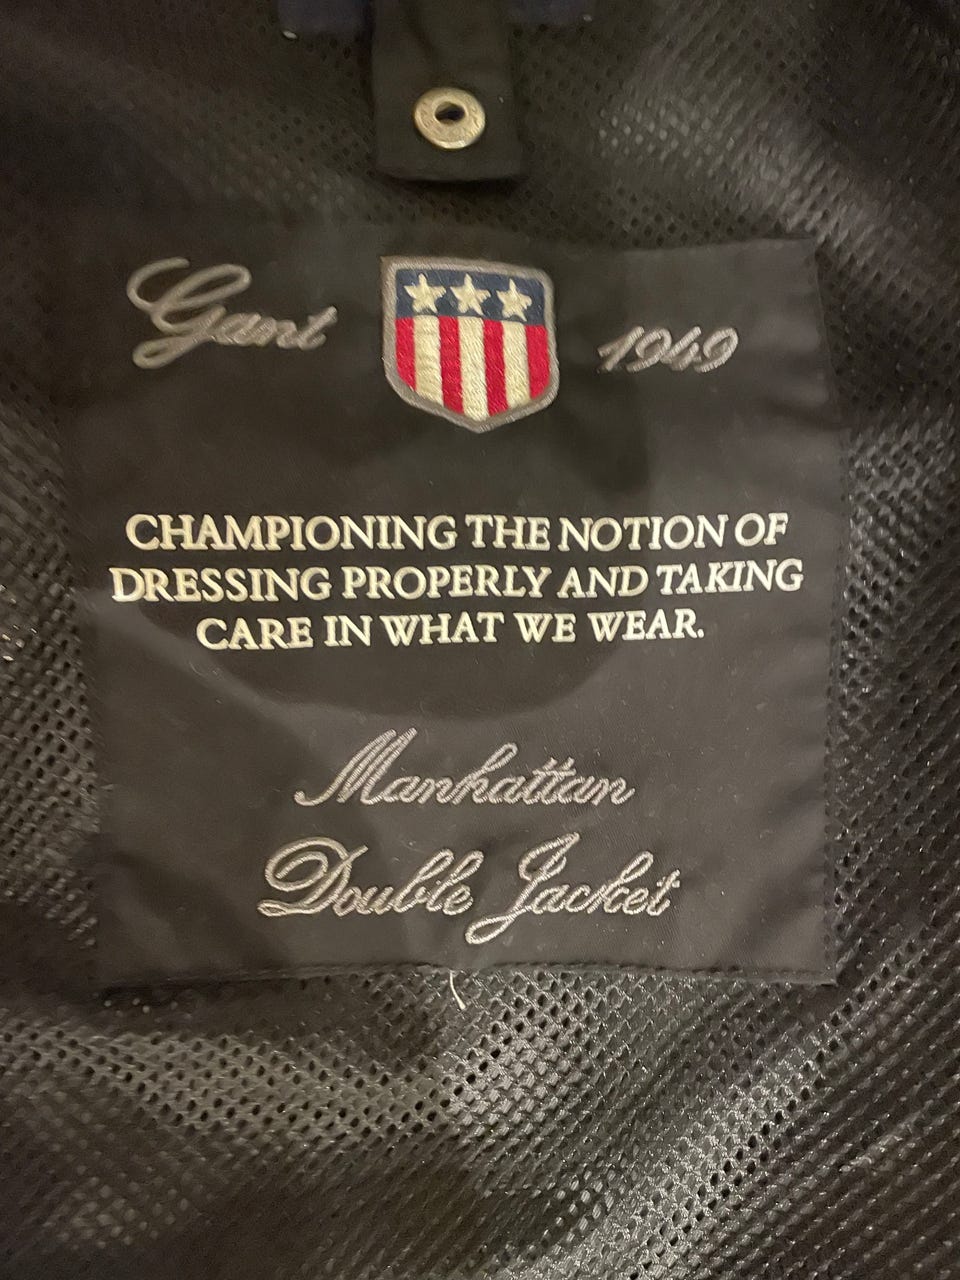 Gant 1949
CHAMPIONING THE NOTION OF
DRESSING PROPERLY AND TAKING
CARE IN WHAT WE WEAR.
Manhattan
Double Jacket